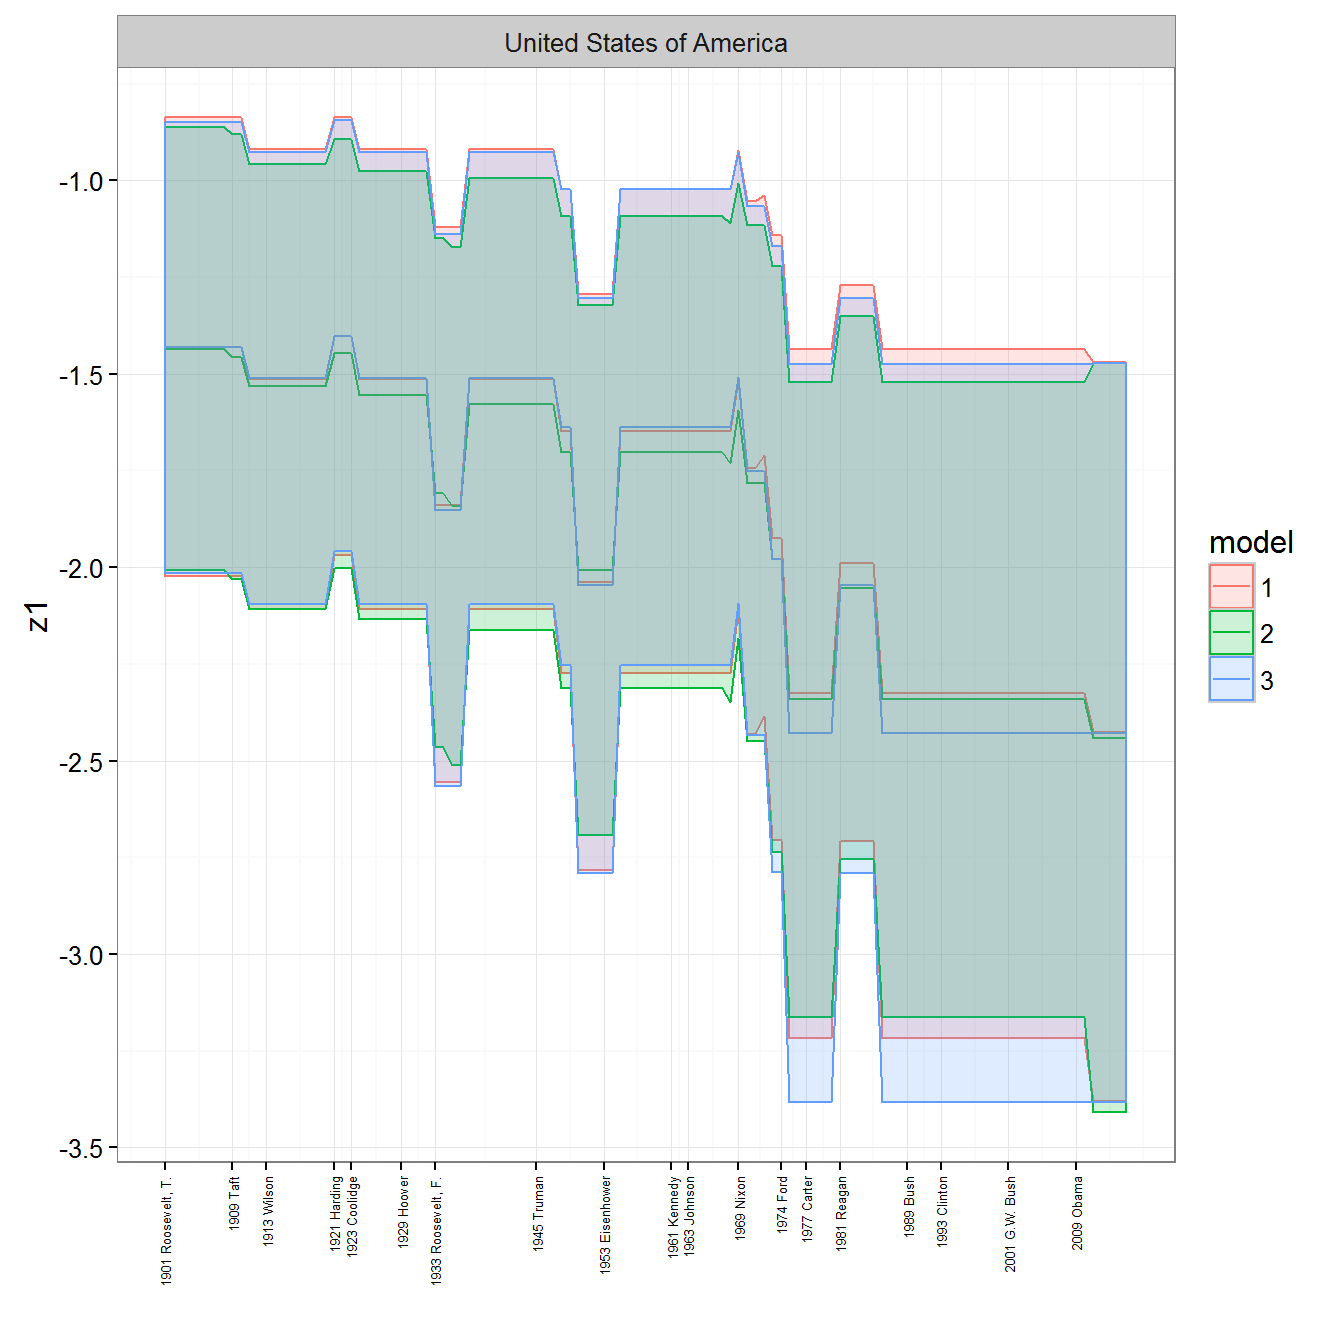 United States of America
-1.0
-1.5
-2.0
-2.5
-3.0
-3.5
z1
1901 Roosevelt, T.
1909 Taft
1913 Wilson
1921 Harding
1923 Coolidge
1929 Hoover
1933 Roosevelt, F.
1945 Truman
1953 Eisenhower
1961 Kennedy
1963 Johnson
1969 Nixon
1974 Ford
1977 Carter
1981 Reagan
1989 Bush
1993 Clinton
2001 G.W. Bush
2009 Obama
model
1
2
3